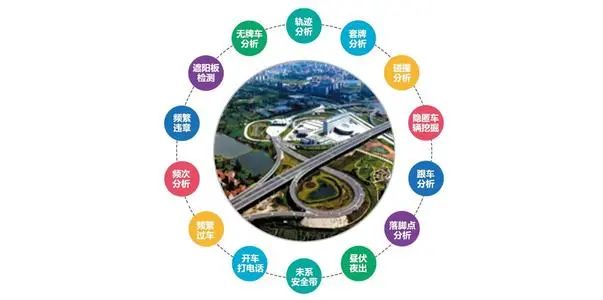 轨迹
分析
套牌
分析
碰撞
分析
隐匿车
辆挖掘
跟车
分析
落脚点
分析
昼伏
夜出
未系
安全带
开车
打电话
频繁
过车
频次
分析
频繁
违章
遮阳板
检测
无牌车
分析